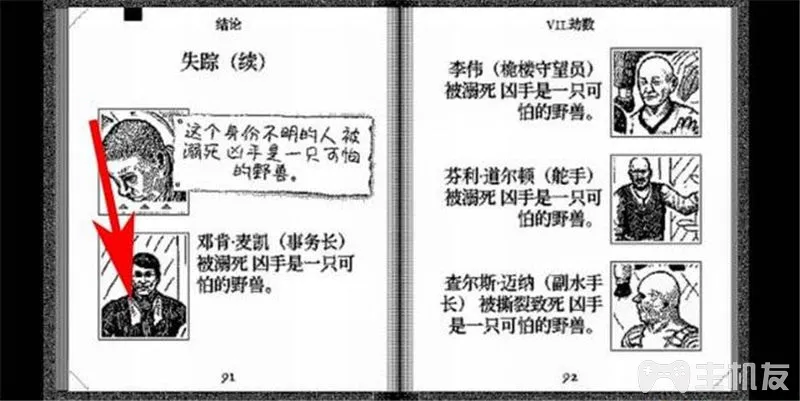 结论
失踪（续）
这个身份不明的人被
溺死 凶手是一只可怕
的野兽。
邓肯·麦凯（事务长）
被溺死 凶手是一只可
怕的野兽。
91
VII.劫数
李伟（桅楼守望员）
被溺死 凶手是一只可
怕的野兽。
芬利·道尔顿（舵手）
被溺死 凶手是一只可
怕的野兽。
查尔斯·迈纳（副水手
长） 被撕裂致死 凶手
是一只可怕的野兽。
92
主机友